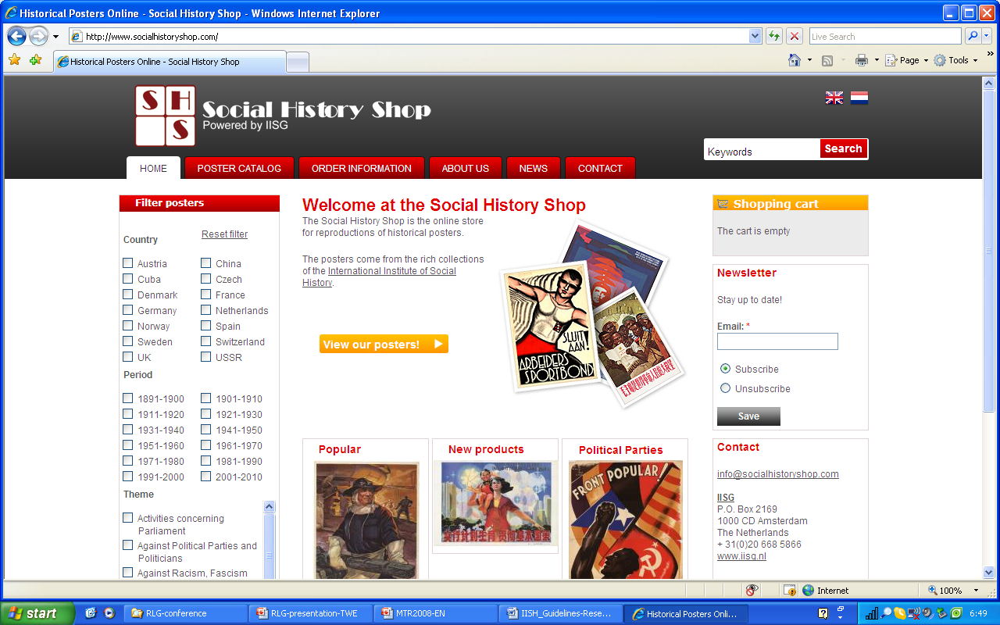 Historical Posters Online - Social History Shop - Windows Internet Explorer
http://www.socialhistoryshop.com/
Live Search
Historical Posters Online - Social History Shop
Page
Tools
S H
S
Social History Shop
Powered by IISG
Keywords
Search
HOME
POSTER CATALOG
ORDER INFORMATION
ABOUT US
NEWS
CONTACT
Filter posters
Country
Reset filter
Austria
China
Cuba
Czech
Denmark
France
Germany
Netherlands
Norway
Spain
Sweden
Switzerland
UK
USSR
Period
1891-1900
1901-1910
1911-1920
1921-1930
1931-1940
1941-1950
1951-1960
1961-1970
1971-1980
1981-1990
1991-2000
2001-2010
Theme
Activities concerning
Parliament
Against Political Parties and
Politicians
Against Racism, Fascism
Welcome at the Social History Shop
The Social History Shop is the online store
for reproductions of historical posters.
The posters come from the rich collections
of the International Institute of Social
History.
View our posters!
SLUIT
AAN!
ARBEIDERS
SPORTBOND
Popular
New products
Political Parties
FRONT POPULAR!
Shopping cart
The cart is empty
Newsletter
Stay up to date!
Email: *
Subscribe
Unsubscribe
Save
Contact
info@socialhistoryshop.com
IISG
P.O. Box 2169
1000 CD Amsterdam
The Netherlands
+ 31(0)20 668 5866
www.iisg.nl
Internet
100%
start
RLG-conference
RLG-presentation-TWE
MTR2008-EN
IISH_Guidelines-Rese...
Historical Posters Onli...
6:49